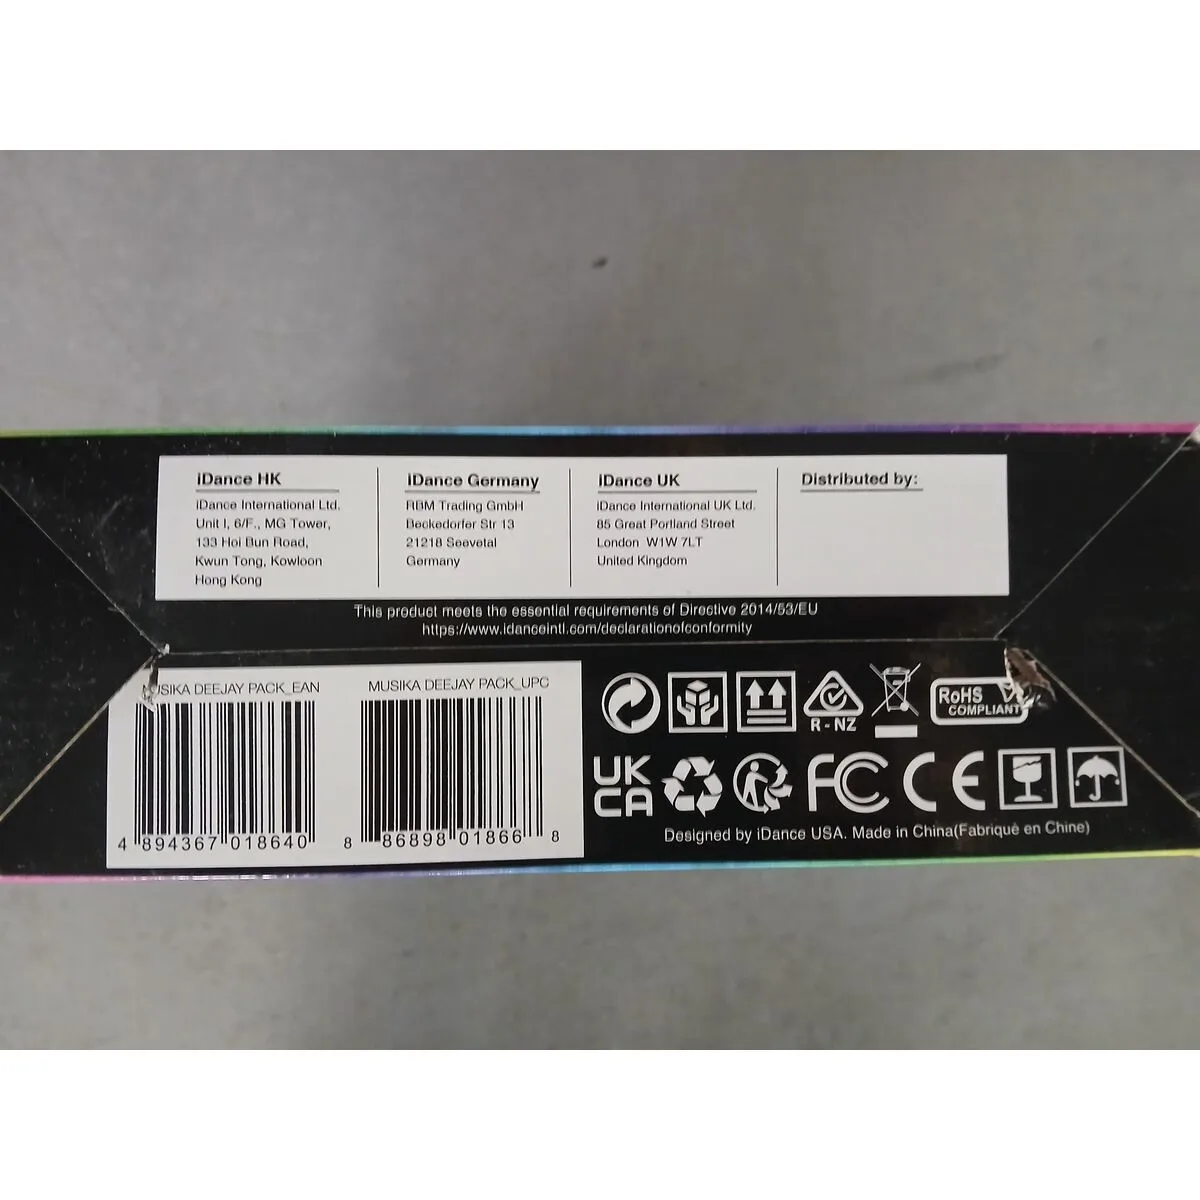 iDance HK
iDance International Ltd.
Unit I, 6/F., MG Tower,
133 Hoi Bun Road,
Kwun Tong, Kowloon
Hong Kong
iDance Germany
RBM Trading GmbH
Beckedorfer Str 13
21218 Seevetal
Germany
iDance UK
iDance International UK Ltd.
85 Great Portland Street
London W1W 7LT
United Kingdom
Distributed by:
This product meets the essential requirements of Directive 2014/53/EU
https://www.idanceintl.com/declarationofconformity
MUSIKA DEEJAY PACK_EAN
4 894367 018640
MUSIKA DEEJAY PACK_UPC
8 86898 01866 8
R-NZ
RoHS
COMPLIANT
UK
CA
FC
CE
Designed by iDance USA. Made in China(Fabriqué en Chine)